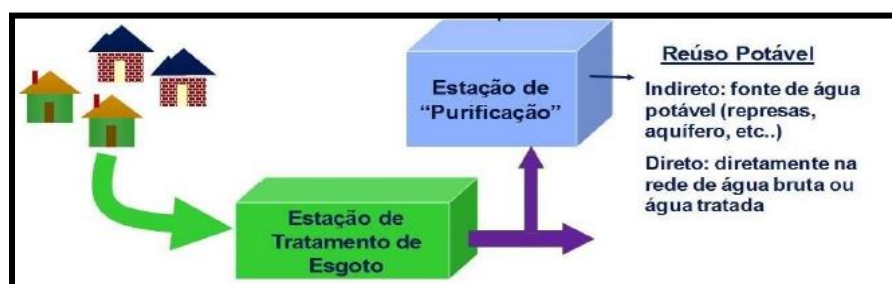 Estação de
“Purificação”
Reúso Potável
Indireto: fonte de água
potável (represas,
aquífero, etc..)
Direto: diretamente na
rede de água bruta ou
água tratada
Estação de
Tratamento de
Esgoto